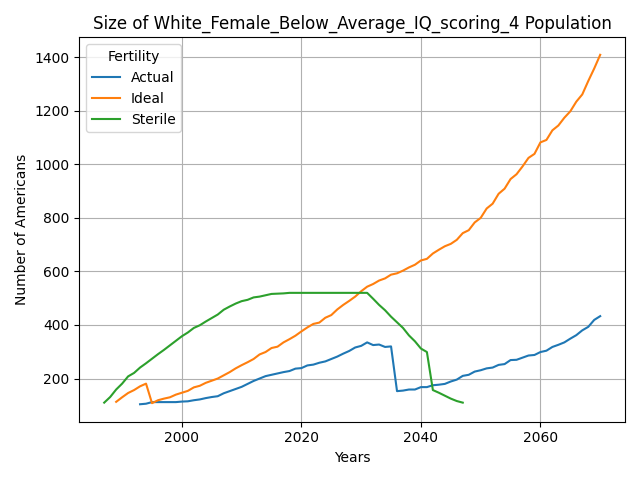 Size of White_Female_Below_Average_IQ_scoring_4 Population
Fertility
Actual
Ideal
Sterile
Number of Americans
1400
1200
1000
800
600
400
200
2000
2020
2040
2060
Years